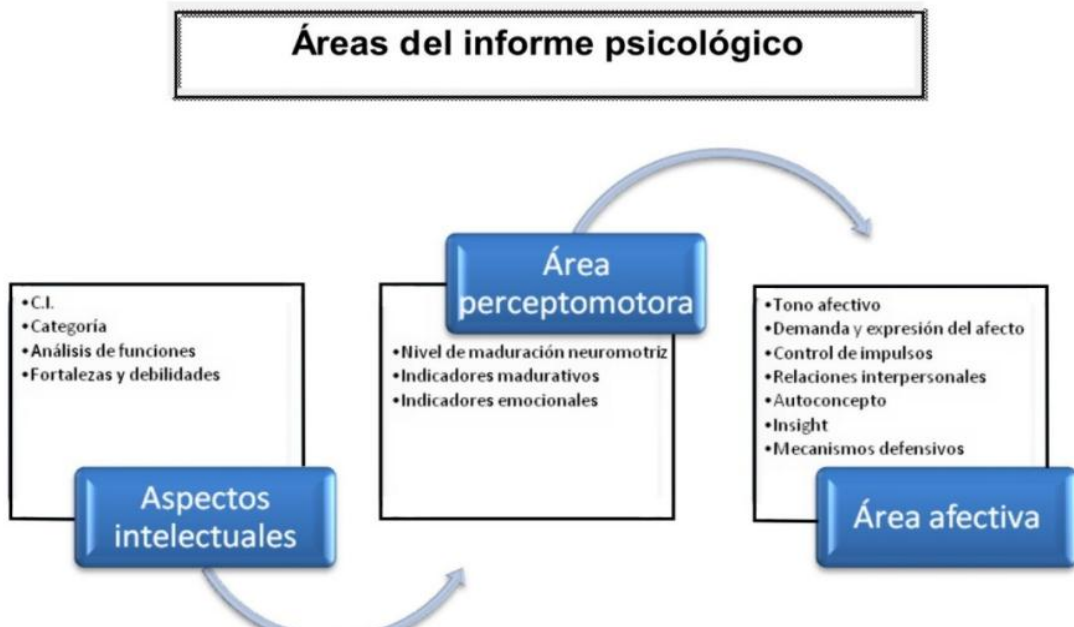 Áreas del informe psicológico
•C.I.
•Categoría
•Análisis de funciones
•Fortalezas y debilidades
Aspectos
intelectuales
Área
perceptomotora
•Nivel de maduración neuromotriz
•Indicadores madurativos
•Indicadores emocionales
•Tono afectivo
•Demanda y expresión del afecto
•Control de impulsos
•Relaciones interpersonales
•Autoconcepto
•Insight
•Mecanismos defensivos
Área afectiva